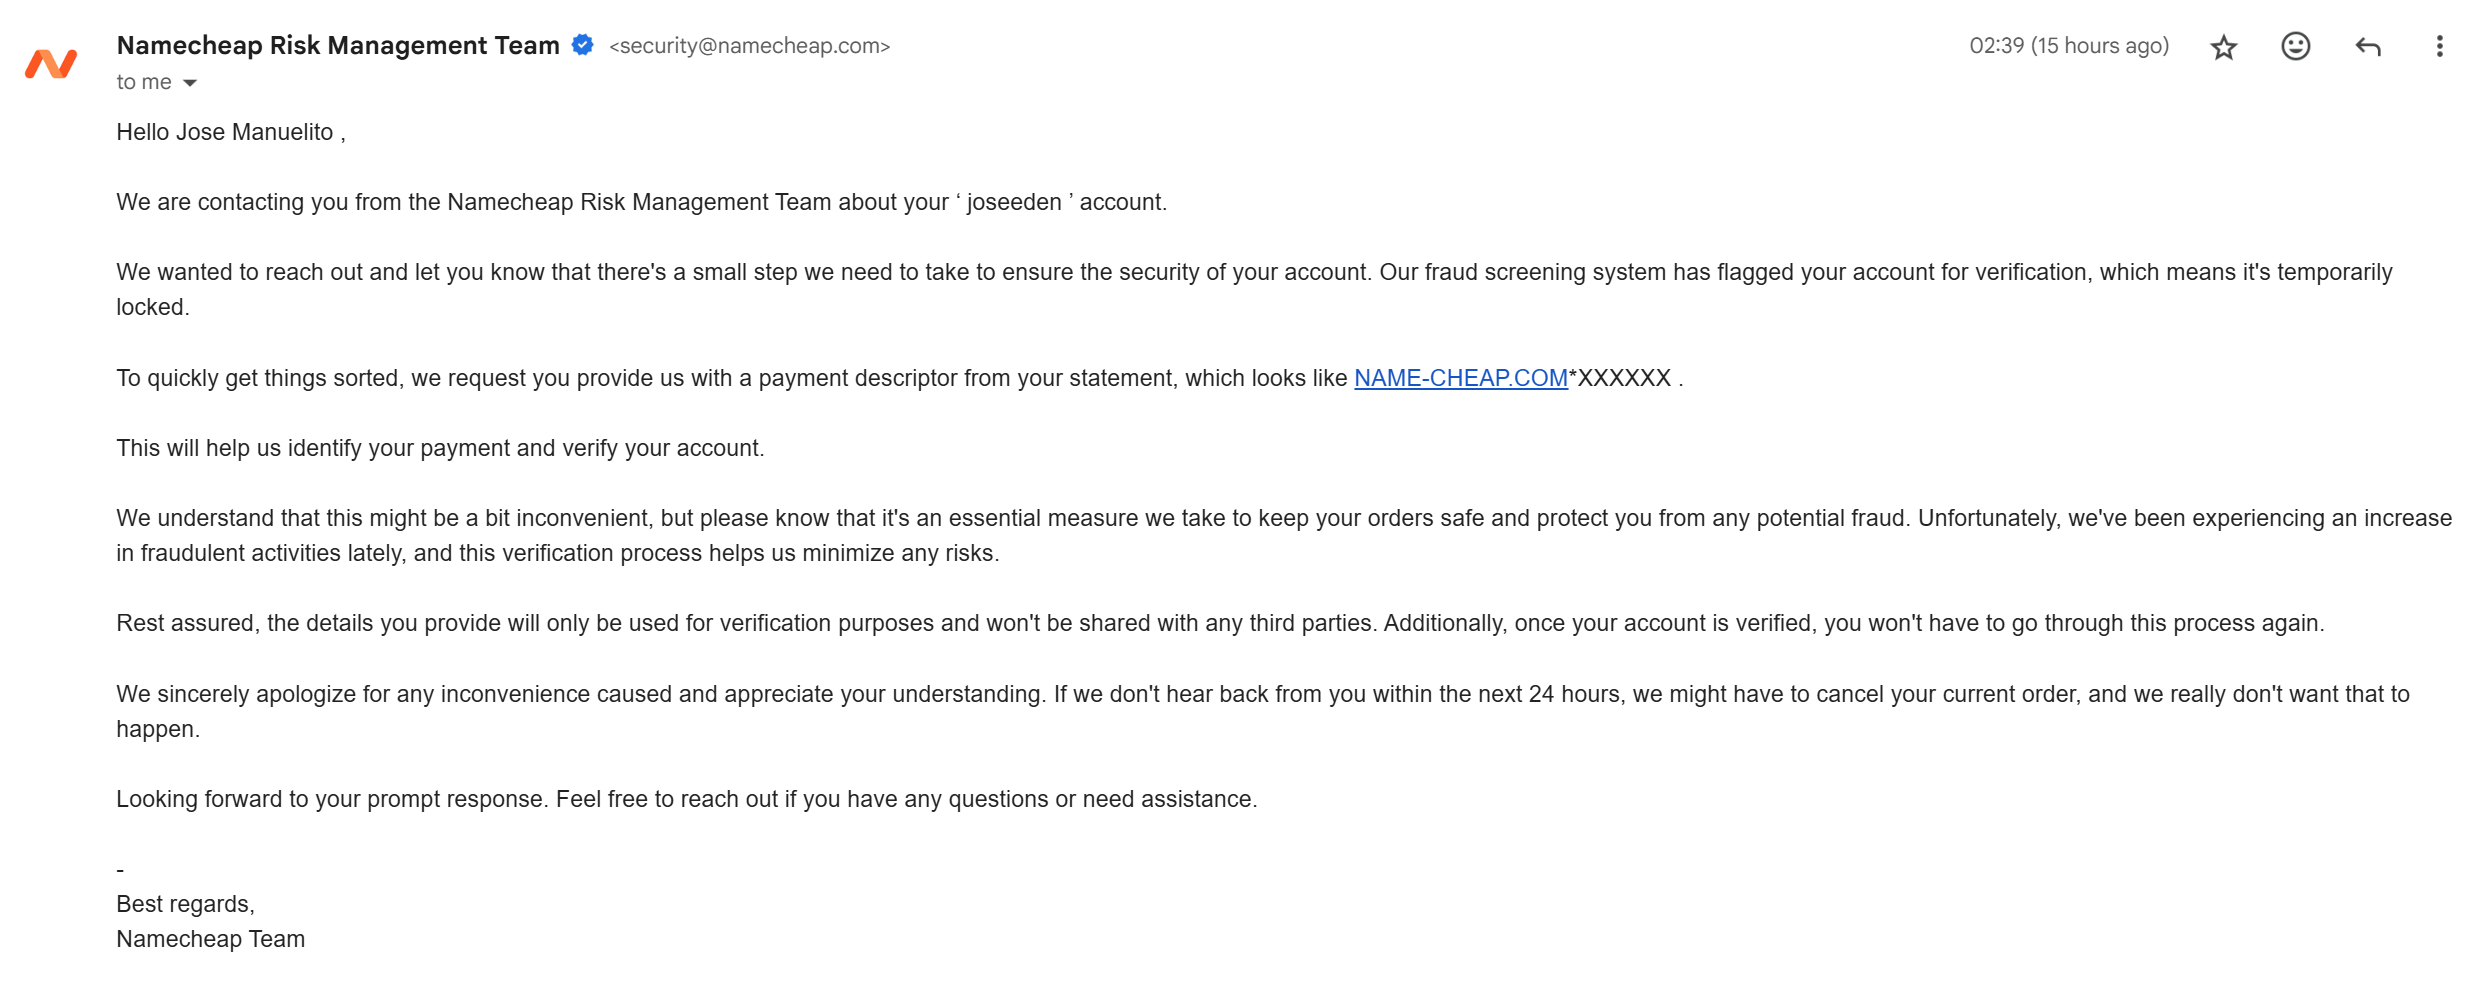 Namecheap Risk Management Team <security@namecheap.com> 02:39 (15 hours ago)
to me
Hello Jose Manuelito ,
We are contacting you from the Namecheap Risk Management Team about your ‘ joseeden ’ account.
We wanted to reach out and let you know that there's a small step we need to take to ensure the security of your account. Our fraud screening system has flagged your account for verification, which means it's temporarily
locked.
To quickly get things sorted, we request you provide us with a payment descriptor from your statement, which looks like NAME-CHEAP.COM*XXXXXX .
This will help us identify your payment and verify your account.
We understand that this might be a bit inconvenient, but please know that it's an essential measure we take to keep your orders safe and protect you from any potential fraud. Unfortunately, we've been experiencing an increase
in fraudulent activities lately, and this verification process helps us minimize any risks.
Rest assured, the details you provide will only be used for verification purposes and won't be shared with any third parties. Additionally, once your account is verified, you won't have to go through this process again.
We sincerely apologize for any inconvenience caused and appreciate your understanding. If we don't hear back from you within the next 24 hours, we might have to cancel your current order, and we really don't want that to
happen.
Looking forward to your prompt response. Feel free to reach out if you have any questions or need assistance.
-
Best regards,
Namecheap Team